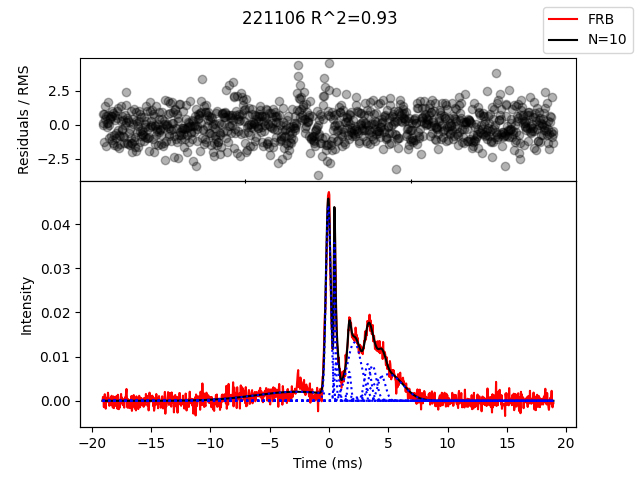 221106 R^2=0.93
FRB
N=10
Residuals / RMS
2.5
0.0
−2.5
Intensity
0.04
0.03
0.02
0.01
0.00
−20 −15 −10 −5 0 5 10 15 20
Time (ms)